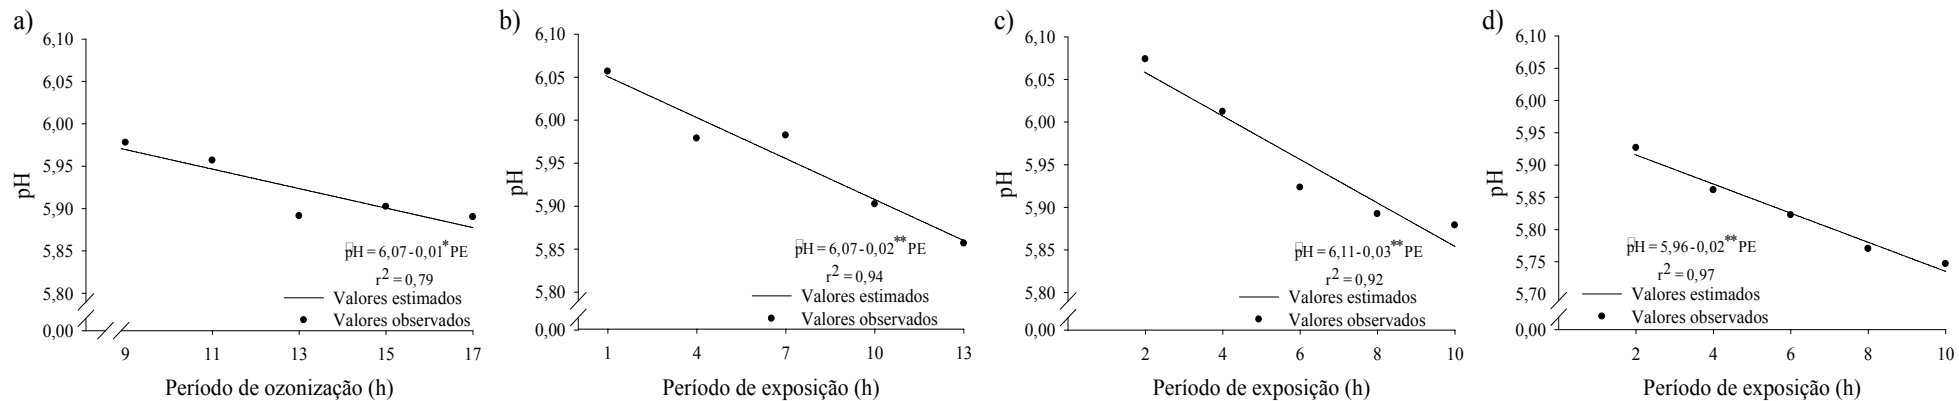 a)
6,10
6,05
6,00
5,95
5,90
5,85
5,80
0,00
pH
pH = 6,07 - 0,01*PE
r2 = 0,79
Valores estimados
Valores observados
9 11 13 15 17
Período de ozonização (h)
b)
6,10
6,05
6,00
5,95
5,90
5,85
5,80
0,00
pH
pH = 6,07 - 0,02**PE
r2 = 0,94
Valores estimados
Valores observados
1 4 7 10 13
Período de exposição (h)
c)
6,10
6,05
6,00
5,95
5,90
5,85
5,80
0,00
pH
pH = 6,11 - 0,03**PE
r2 = 0,92
Valores estimados
Valores observados
2 4 6 8 10
Período de exposição (h)
d)
6,10
6,05
6,00
5,95
5,90
5,85
5,80
5,75
5,70
0,00
pH
pH = 5,96 - 0,02**PE
r2 = 0,97
Valores estimados
Valores observados
2 4 6 8 10
Período de exposição (h)